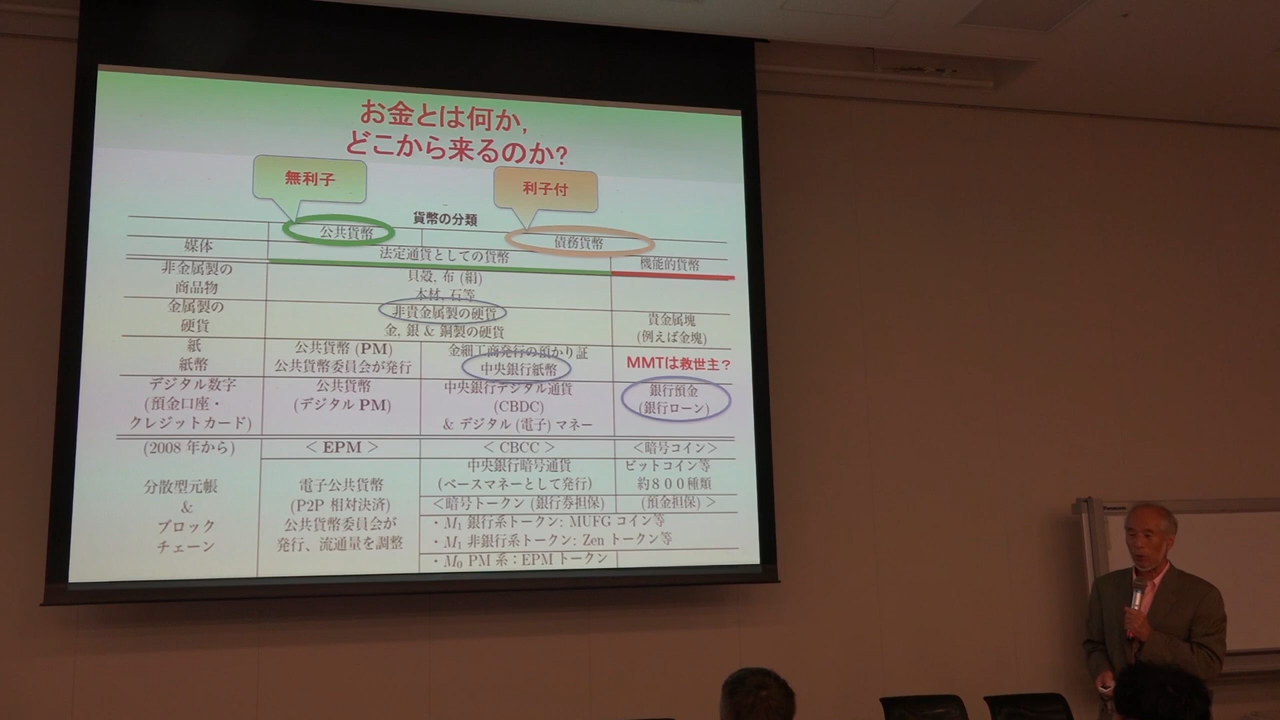 お金とは何か,
どこから来るのか?
無利子
利子付
貨幣の分類
公共貨幣
債務貨幣
媒体
法定通貨としての貨幣
機能的貨幣
非金属製の
商品物
貝殻, 布 (絹)
木材, 石等
金属製の
硬貨
非貴金属製の硬貨
金, 銀 & 銅製の硬貨
貴金属塊
(例えば金塊)
紙
紙幣
公共貨幣 (PM)
公共貨幣委員会が発行
金細工商発行の預かり証
中央銀行紙幣
MMTは救世主?
デジタル数字
(預金口座・
クレジットカード)
公共貨幣
(デジタル PM)
中央銀行デジタル通貨
(CBDC)
& デジタル (電子) マネー
銀行預金
(銀行ローン)
(2008 年から)
< EPM >
< CBCC >
<暗号コイン>
分散型元帳
&
ブロック
チェーン
電子公共貨幣
(P2P 相対決済)
公共貨幣委員会が
発行、流通量を調整
中央銀行暗号通貨
(ベースマネーとして発行)
ビットコイン等
約800種類
<暗号トークン (銀行券担保)
(預金担保) >
・M1 銀行系トークン: MUFG コイン等
・M1 非銀行系トークン: Zen トークン等
・M0 PM 系 : EPM トークン
Panasonic